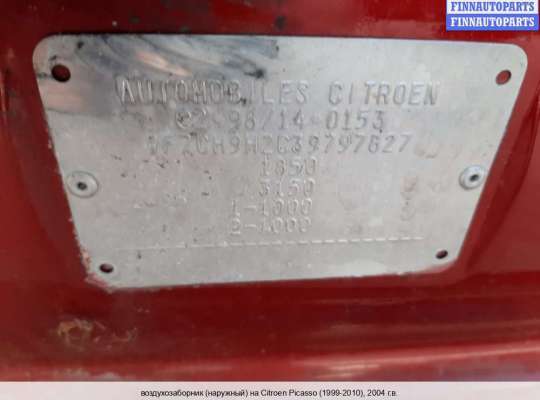 FINNAUTOPARTS
FINNAUTOPARTS
AUTOMOBILES CITROEN
e2*98/14*0153
VF7CH9HZC39797827
1850
3150
1-1000
2-1000
воздухозаборник (наружный) на Citroen Picasso (1999-2010), 2004 г.в.